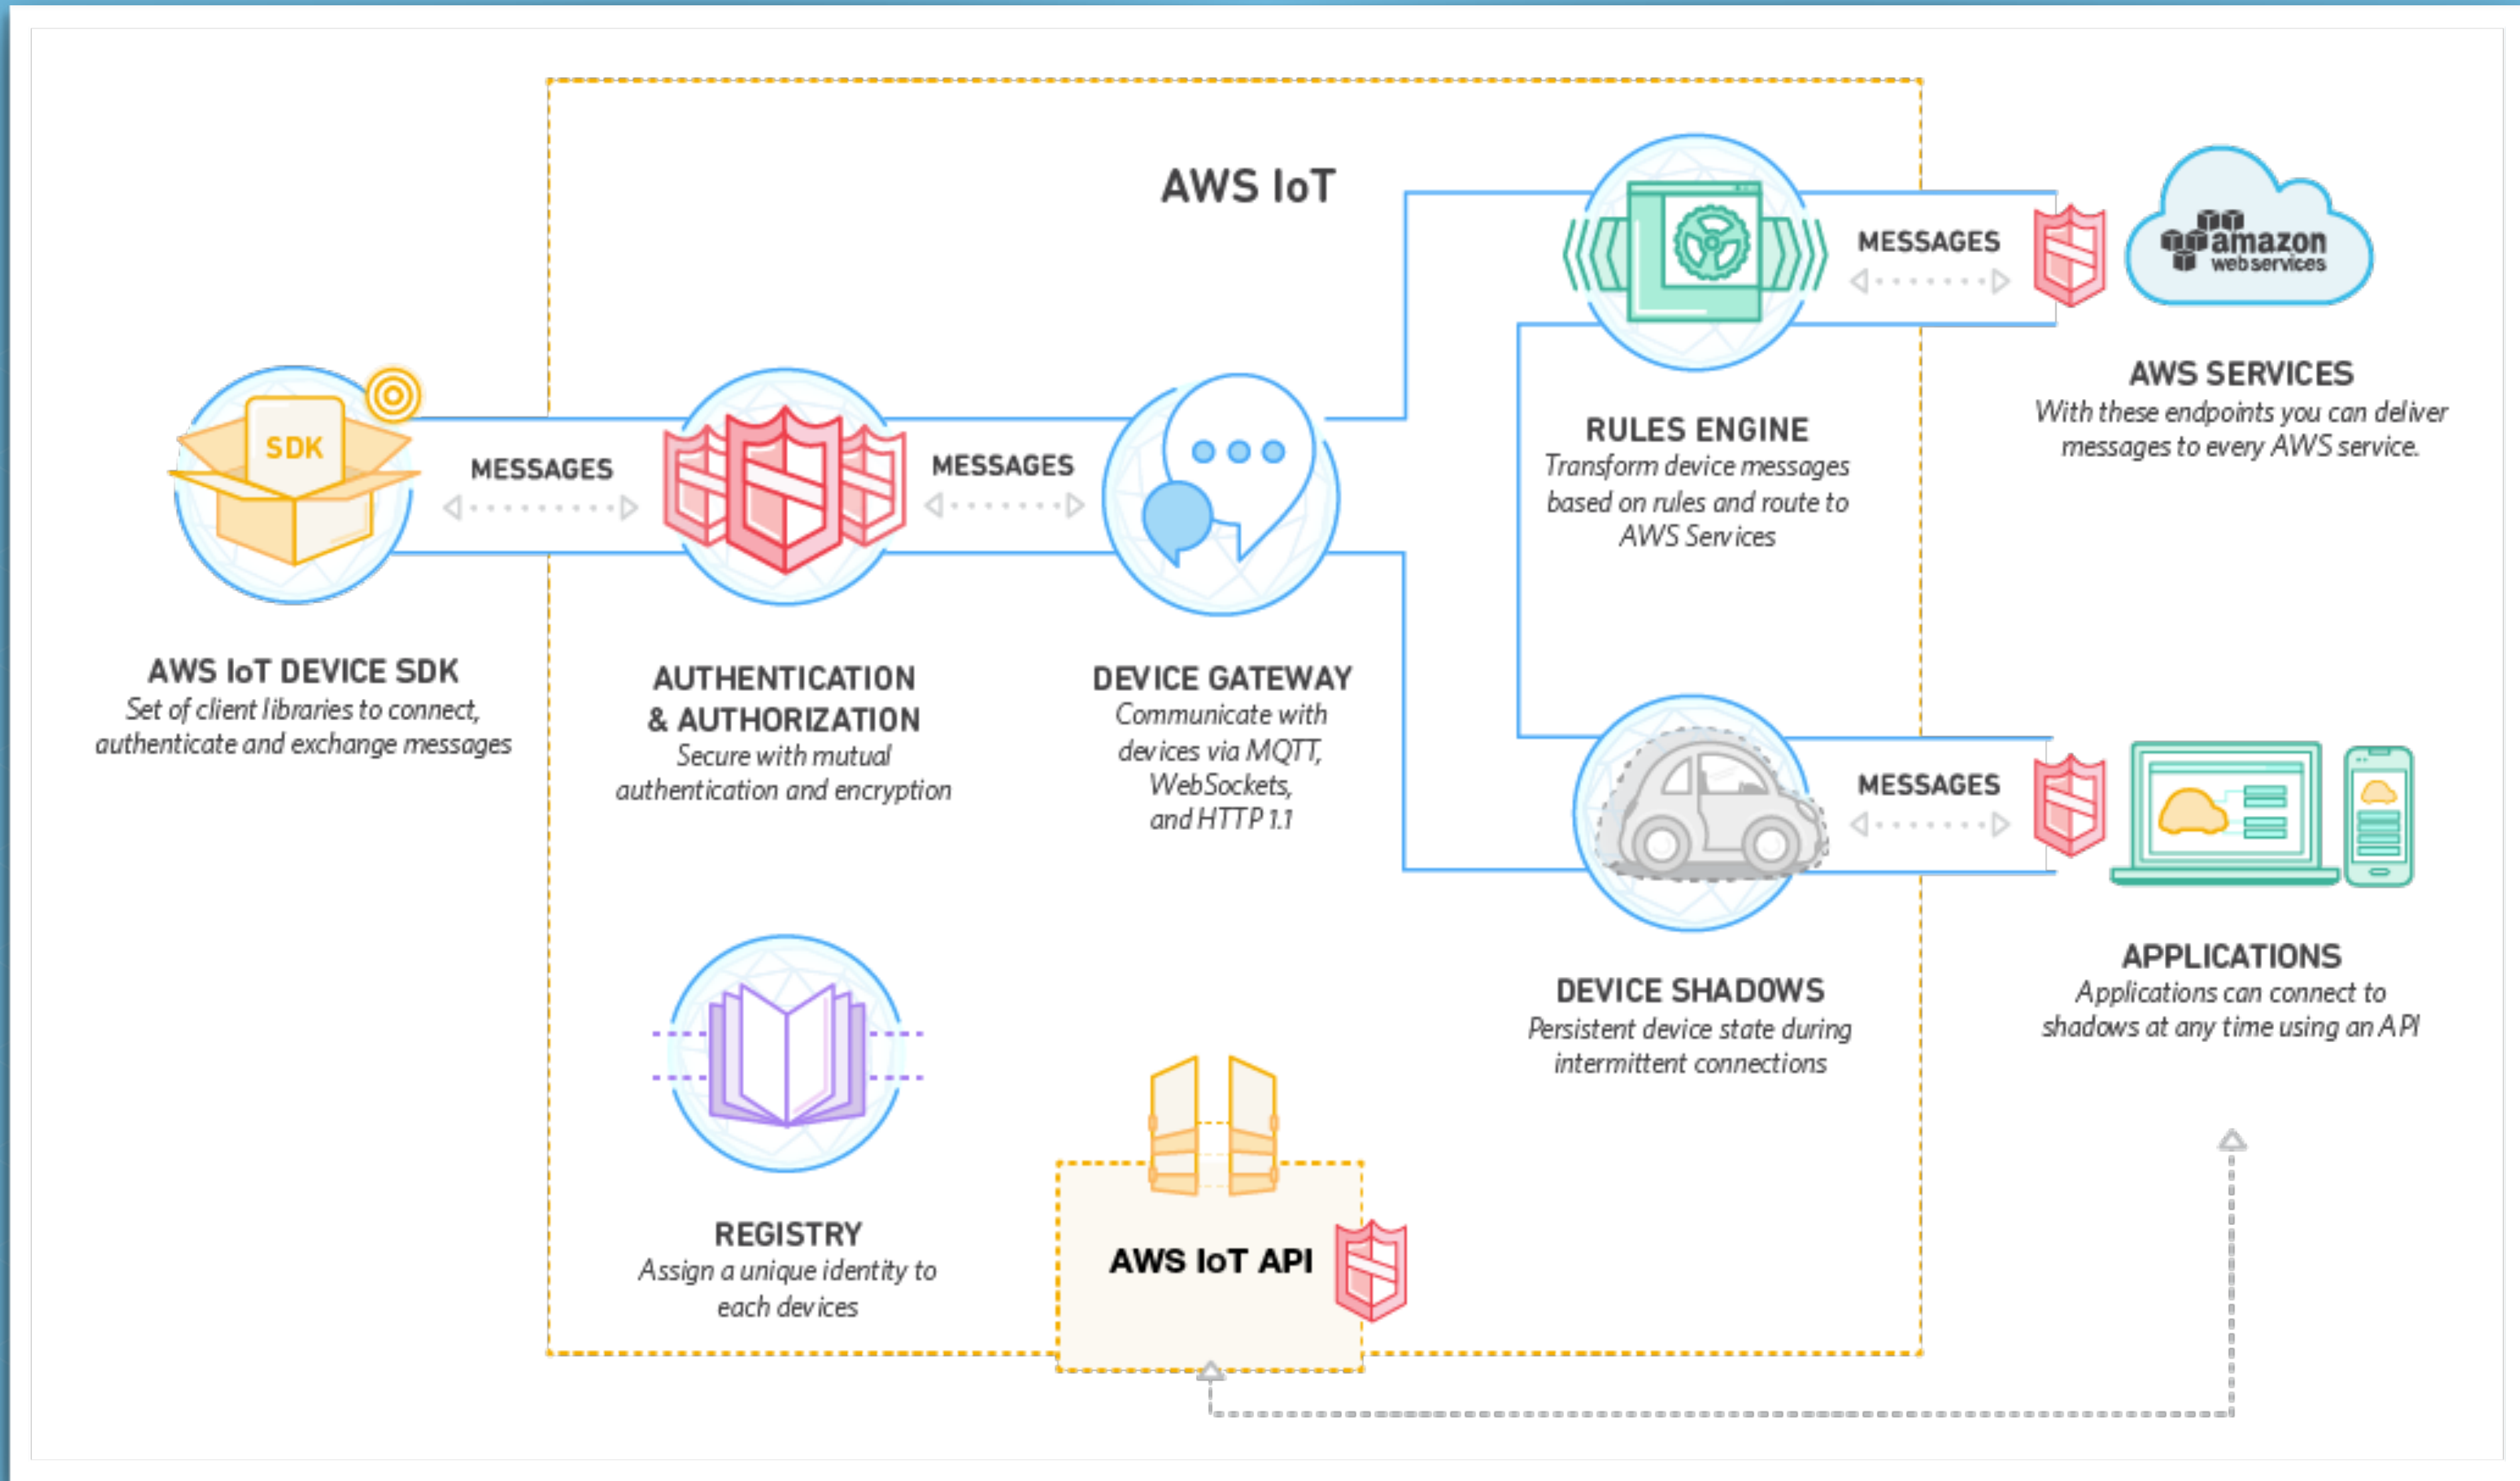 AWS IoT
MESSAGES
amazon
webservices
AWS SERVICES
With these endpoints you can deliver
messages to every AWS service.
RULES ENGINE
Transform device messages
based on rules and route to
AWS Services
SDK
MESSAGES
MESSAGES
AWS IoT DEVICE SDK
Set of client libraries to connect,
authenticate and exchange messages
AUTHENTICATION
& AUTHORIZATION
Secure with mutual
authentication and encryption
DEVICE GATEWAY
Communicate with
devices via MQTT,
WebSockets,
and HTTP 1.1
MESSAGES
DEVICE SHADOWS
Persistent device state during
intermittent connections
APPLICATIONS
Applications can connect to
shadows at any time using an API
REGISTRY
Assign a unique identity to
each devices
AWS IoT API